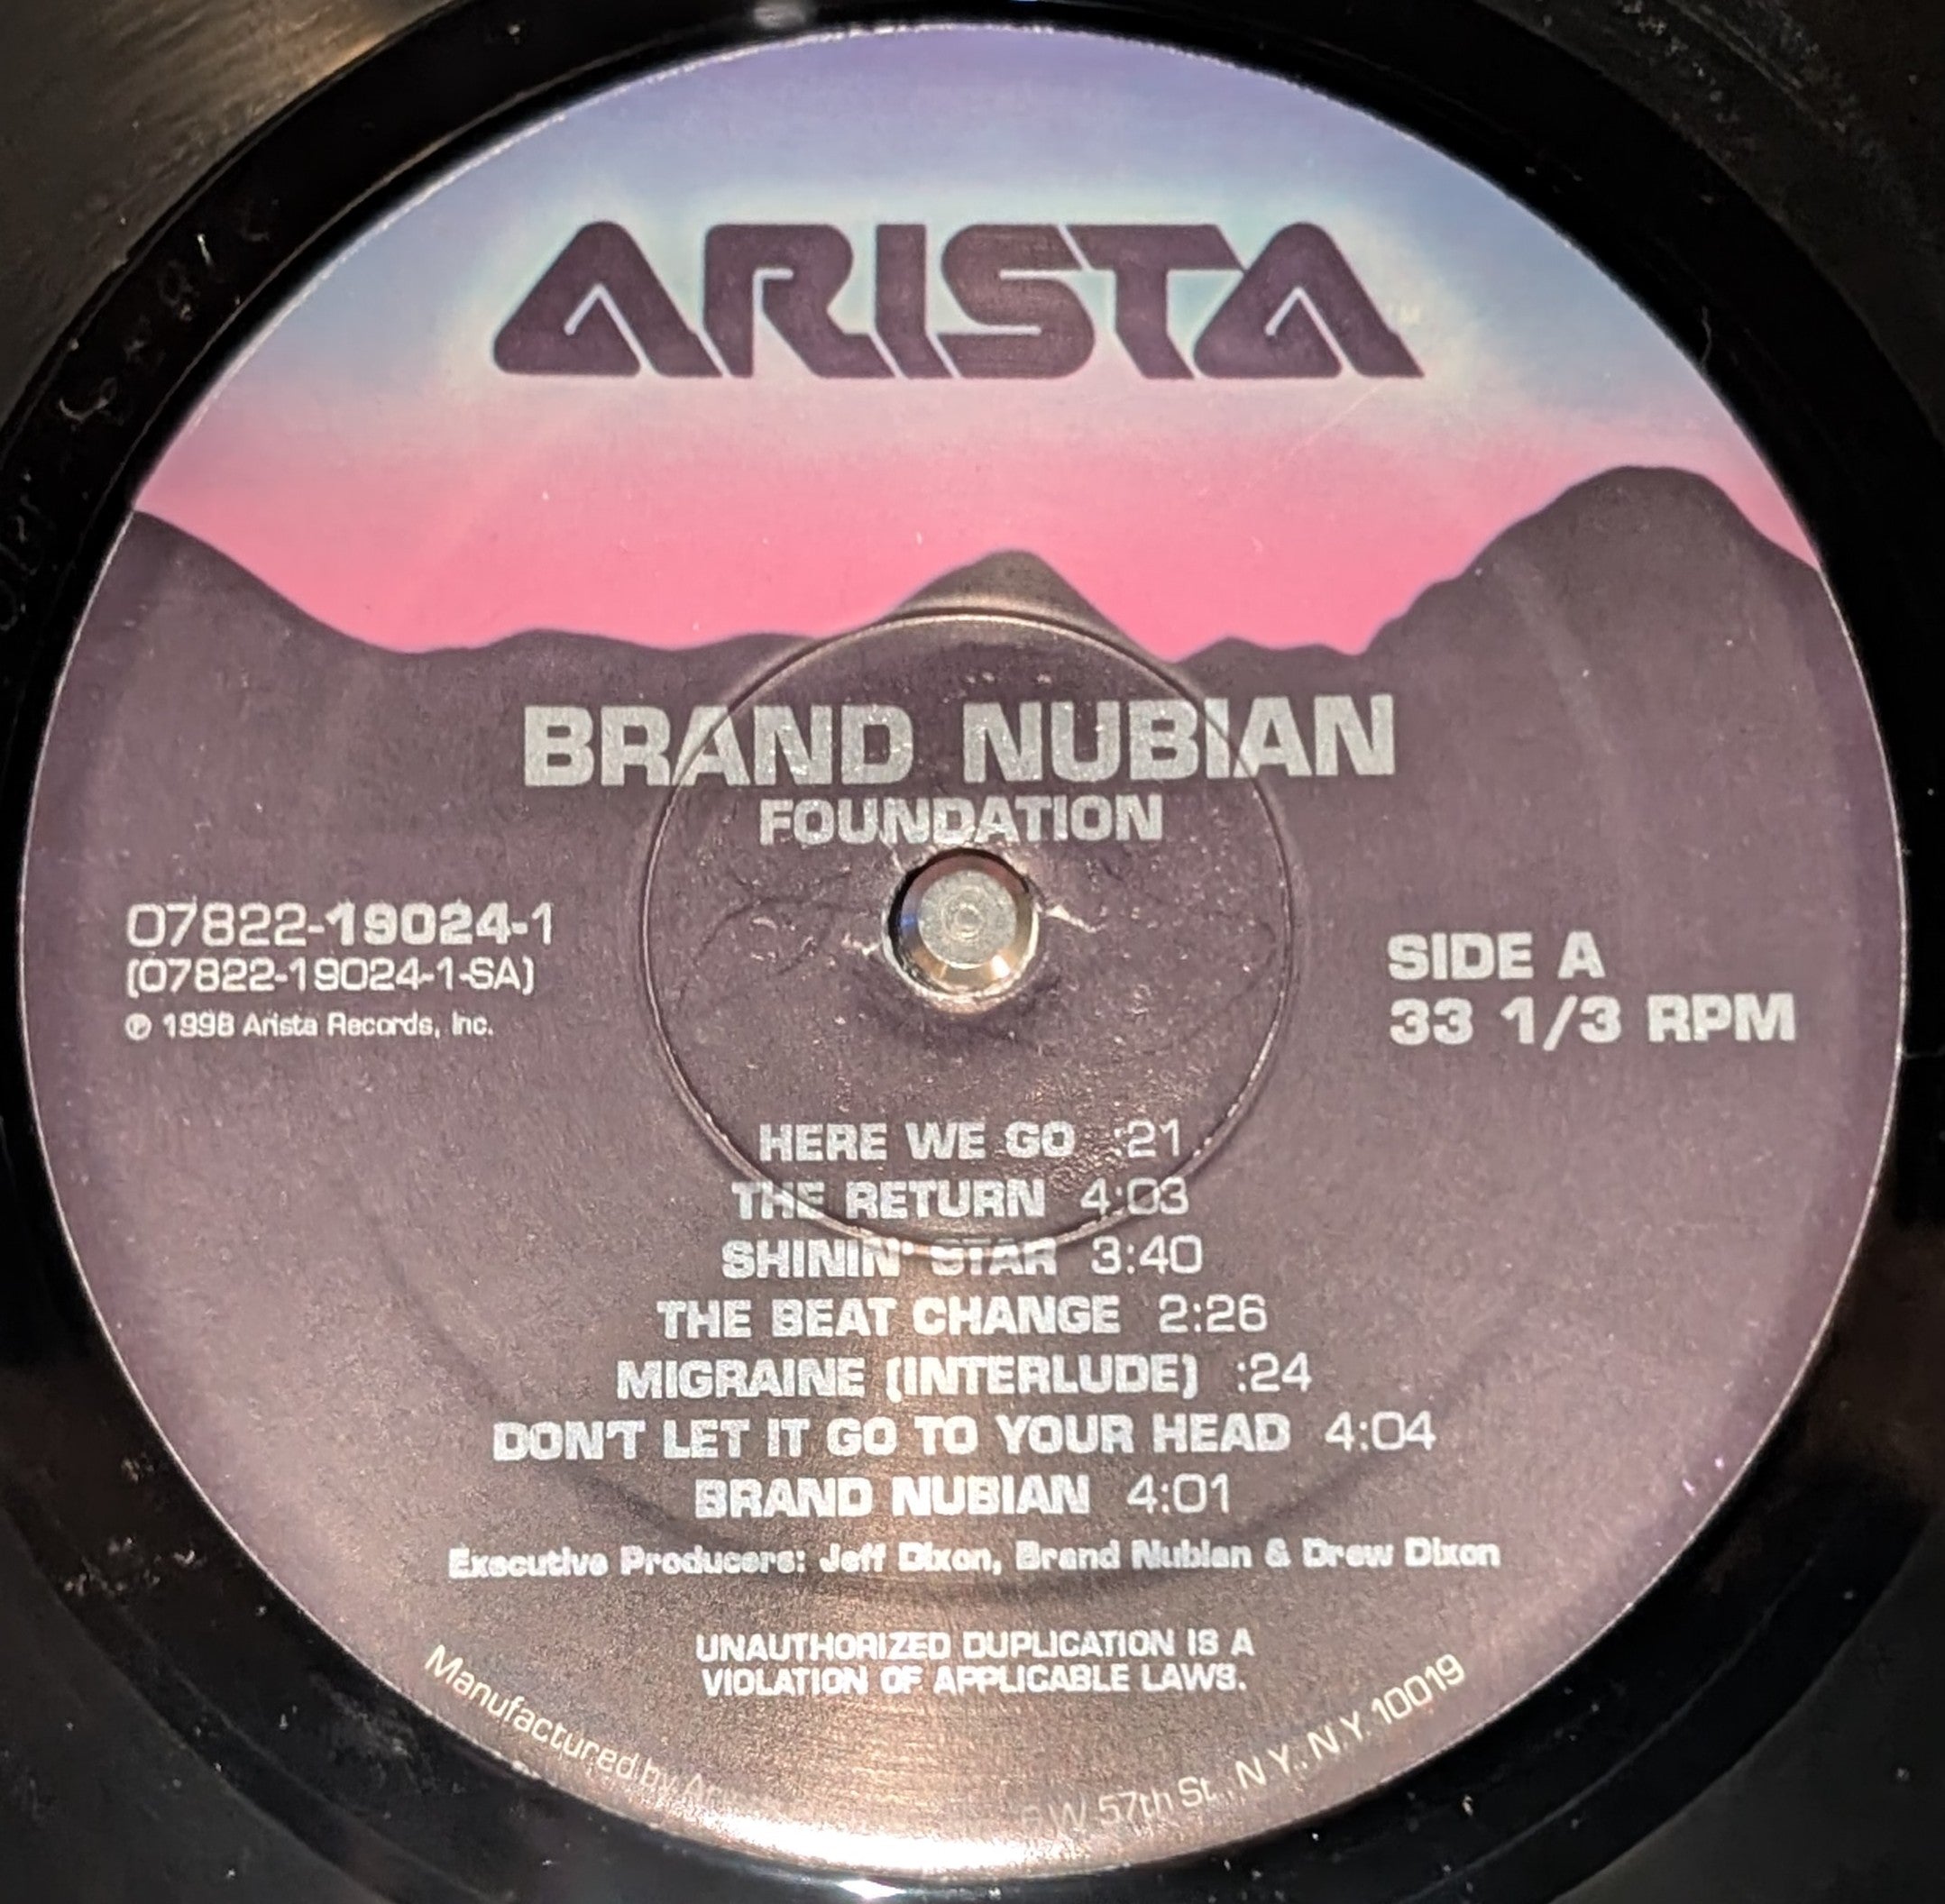 ARISTA
BRAND NUBIAN
FOUNDATION
07822-19024-1
(07822-19024-1-SA)
℗ 1998 Arista Records, Inc.
SIDE A
33 1/3 RPM
HERE WE GO :21
THE RETURN 4:03
SHININ' STAR 3:40
THE BEAT CHANGE 2:26
MIGRAINE (INTERLUDE) :24
DON'T LET IT GO TO YOUR HEAD 4:04
BRAND NUBIAN 4:01
Executive Producers: Jeff Dixon, Brand Nubian & Drew Dixon
UNAUTHORIZED DUPLICATION IS A
VIOLATION OF APPLICABLE LAWS.
Manufactured by W. 57th St., N.Y., N.Y. 10019